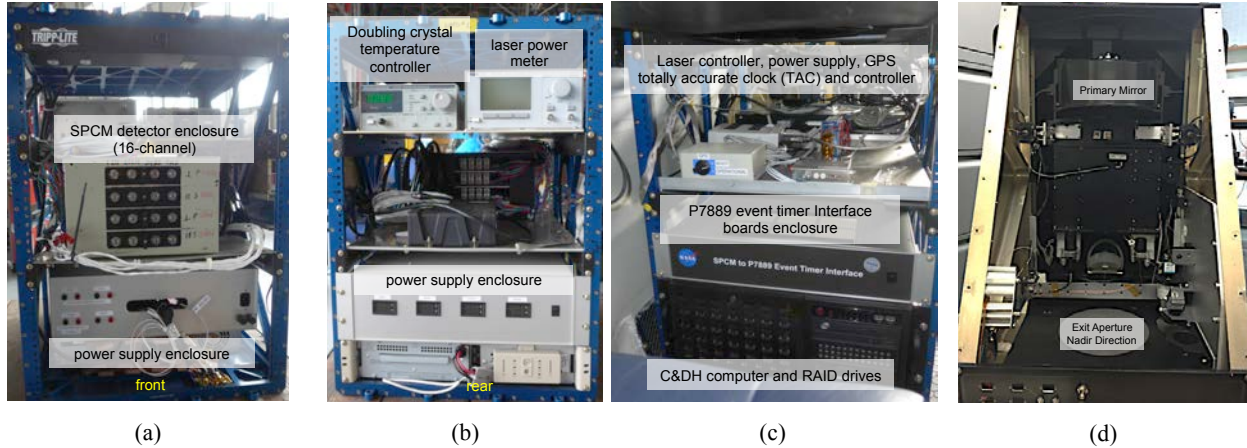 TRIPP·LITE
SPCM detector enclosure
(16-channel)
power supply enclosure
front
Doubling crystal
temperature
controller
laser power
meter
power supply enclosure
rear
Laser controller, power supply, GPS
totally accurate clock (TAC) and controller
P7889 event timer Interface
boards enclosure
NASA
SPCM to P7889 Event Timer Interface
C&DH computer and RAID drives
Primary Mirror
Exit Aperture
Nadir Direction
(a)
(b)
(c)
(d)